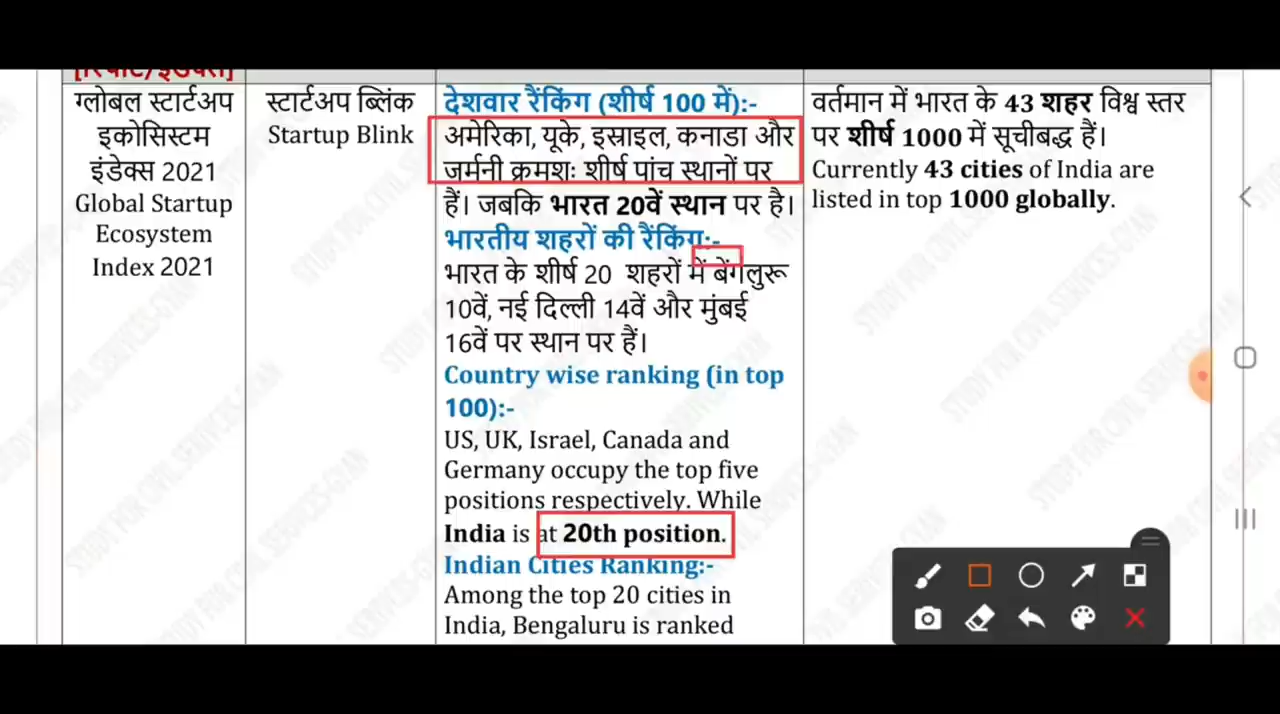 [रिपोर्ट/इंडेक्स]
ग्लोबल स्टार्टअप
इकोसिस्टम
इंडेक्स 2021
Global Startup
Ecosystem
Index 2021
स्टार्टअप ब्लिंक
Startup Blink
देशवार रैंकिंग (शीर्ष 100 में):-
अमेरिका, यूके, इस्राइल, कनाडा और
जर्मनी क्रमशः शीर्ष पांच स्थानों पर
हैं। जबकि भारत 20वें स्थान पर है।
भारतीय शहरों की रैंकिंग:-
भारत के शीर्ष 20 शहरों में बेंगलुरू
10वें, नई दिल्ली 14वें और मुंबई
16वें पर स्थान पर हैं।
Country wise ranking (in top
100):-
US, UK, Israel, Canada and
Germany occupy the top five
positions respectively. While
India is at 20th position.
Indian Cities Ranking:-
Among the top 20 cities in
India, Bengaluru is ranked
वर्तमान में भारत के 43 शहर विश्व स्तर
पर शीर्ष 1000 में सूचीबद्ध हैं।
Currently 43 cities of India are
listed in top 1000 globally.
STUDY FOR CIVIL SERVICES-GYAN